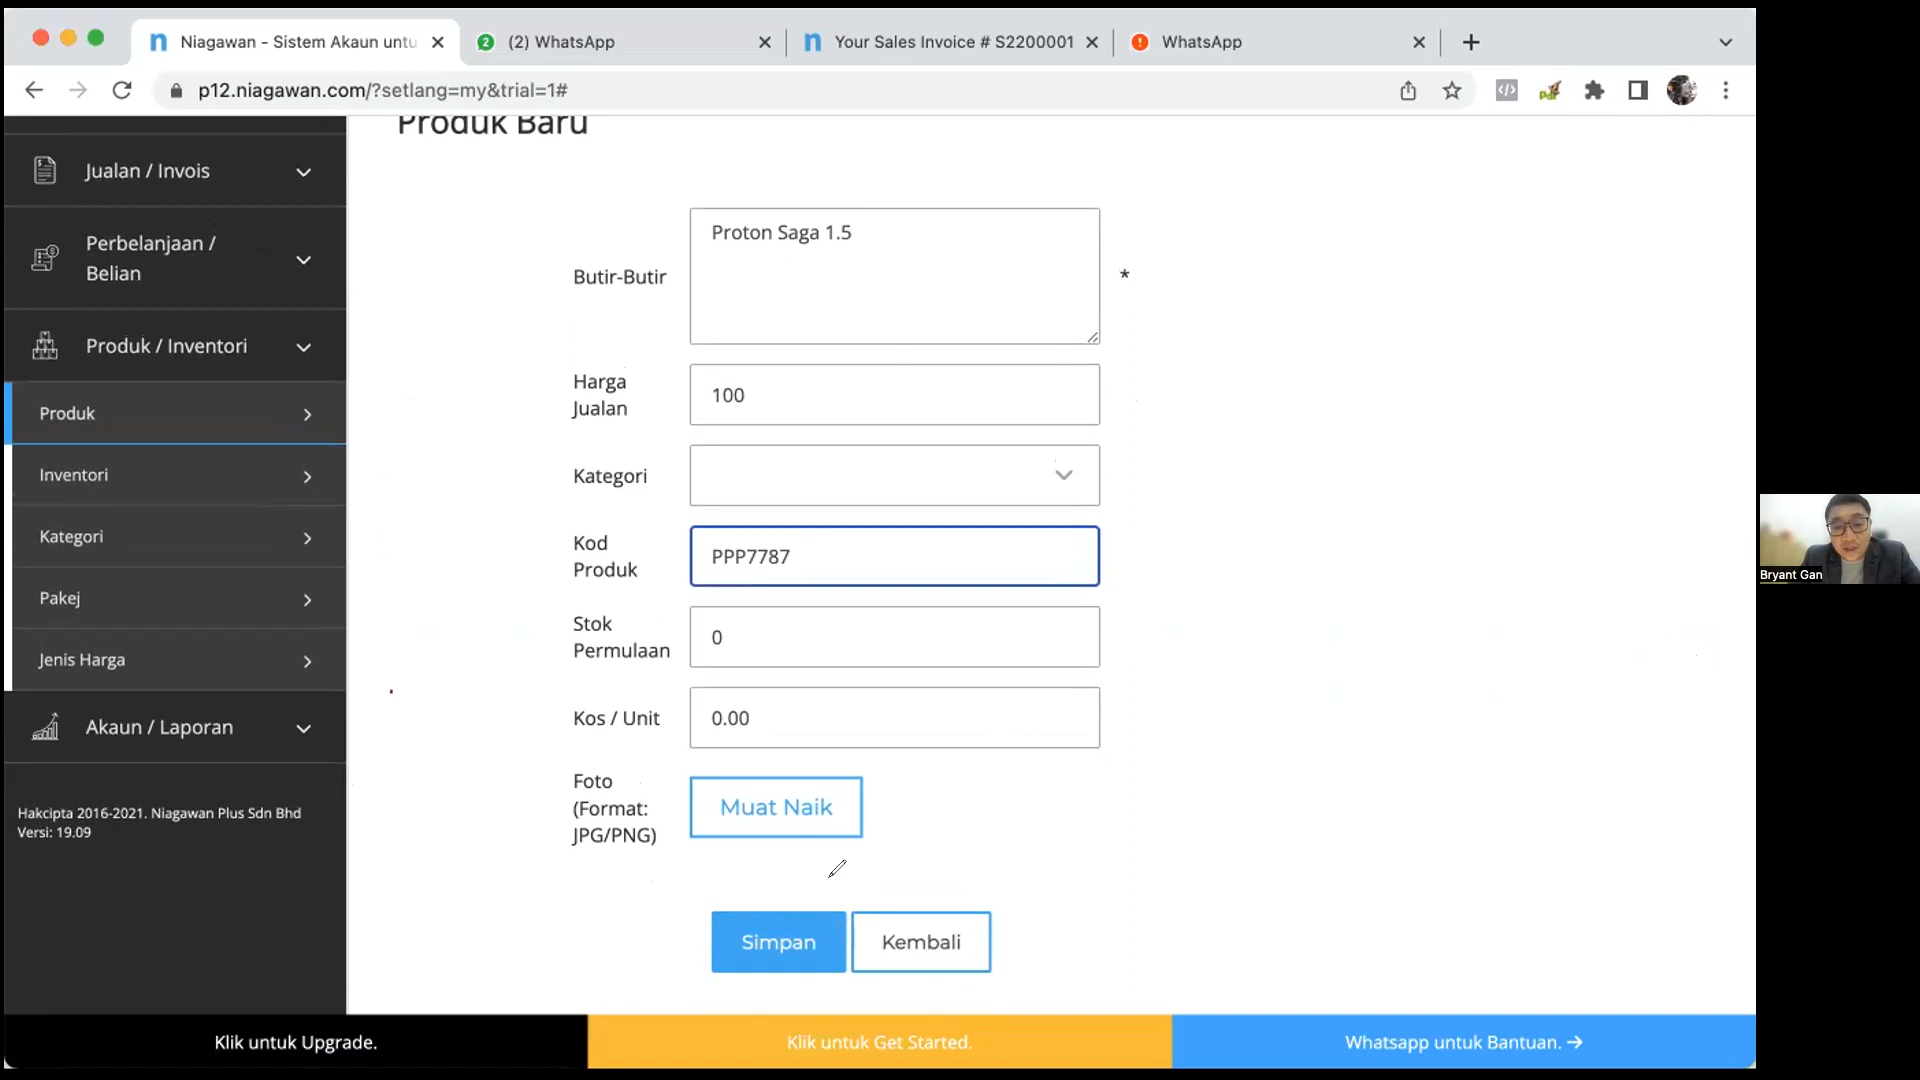 Niagawan - Sistem Akaun untu
(2) WhatsApp
Your Sales Invoice # S2200001
WhatsApp
p12.niagawan.com/?setlang=my&trial=1#
Produk Baru
Jualan / Invois
Perbelanjaan /
Belian
Produk / Inventori
Produk
Inventori
Kategori
Pakej
Jenis Harga
Akaun / Laporan
Hakcipta 2016-2021. Niagawan Plus Sdn Bhd
Versi: 19.09
Butir-Butir
Proton Saga 1.5
*
Harga
Jualan
100
Kategori
Kod
Produk
PPP7787
Stok
Permulaan
0
Kos / Unit
0.00
Foto
(Format:
JPG/PNG)
Muat Naik
Simpan
Kembali
Klik untuk Upgrade.
Klik untuk Get Started.
Whatsapp untuk Bantuan. →
Bryant Gan